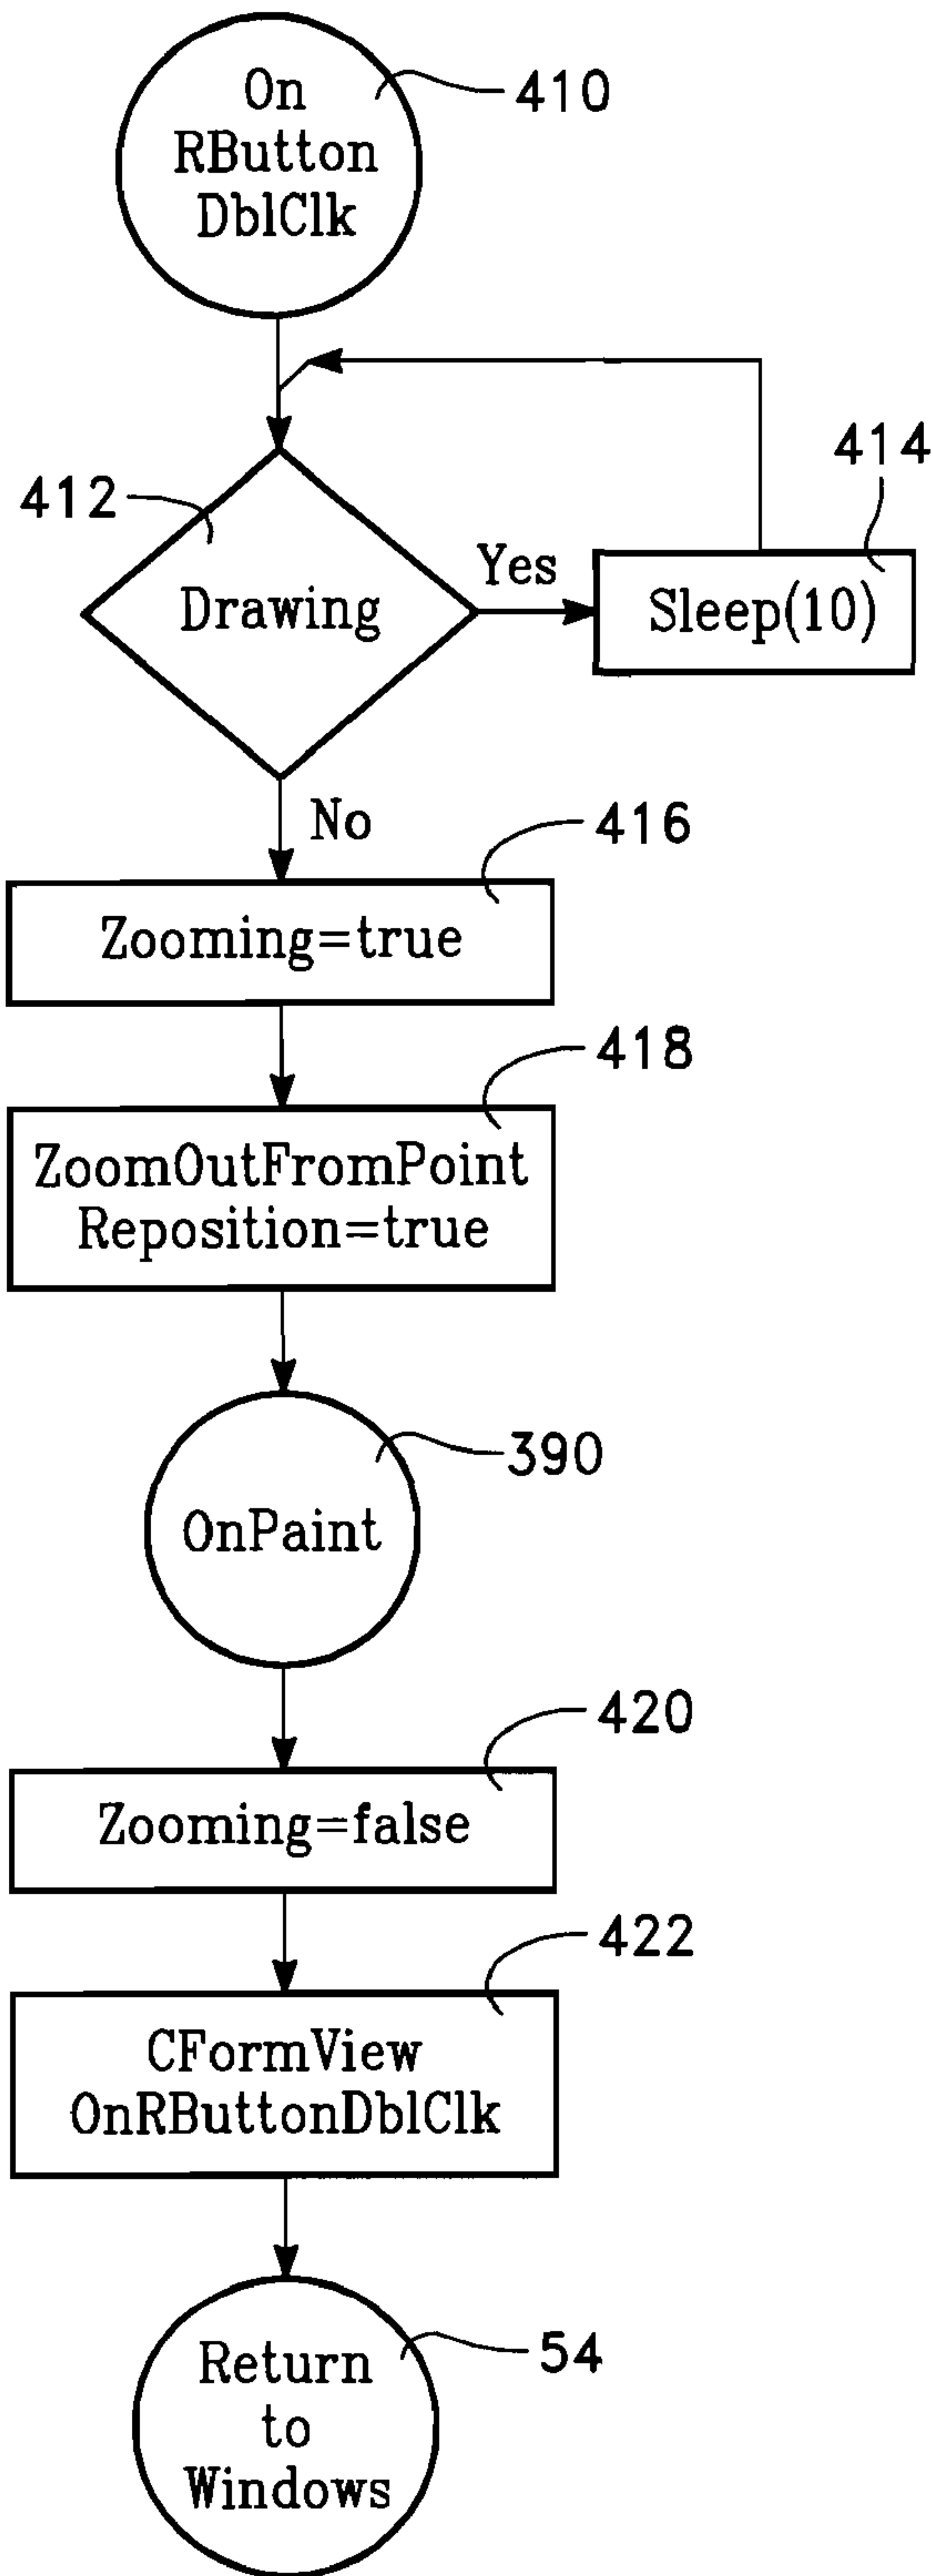 On
RButton
DblClk
410
414
412
Drawing
Yes
Sleep(10)
No
416
Zooming=true
418
ZoomOutFromPoint
Reposition=true
390
OnPaint
420
Zooming=false
422
CFormView
OnRButtonDblClk
54
Return
to
Windows